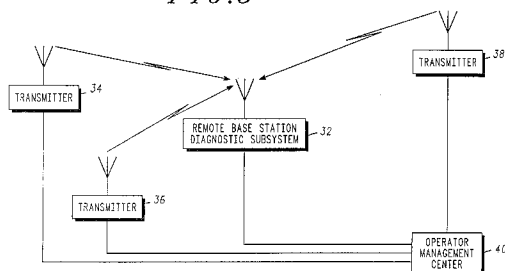 TRANSMITTER
34
TRANSMITTER
38
REMOTE BASE STATION
DIAGNOSTIC SUBSYSTEM
32
TRANSMITTER
36
OPERATOR
MANAGEMENT
CENTER
40